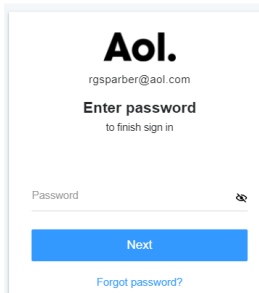 Aol.
rgsparber@aol.com
Enter password
to finish sign in
Password
Next
Forgot password?